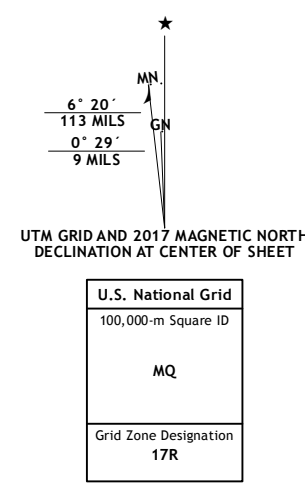 ★
MN.
6° 20´
113 MILS
GN
0° 29´
9 MILS
UTM GRID AND 2017 MAGNETIC NORTH
DECLINATION AT CENTER OF SHEET
U.S. National Grid
100,000-m Square ID
MQ
Grid Zone Designation
17R